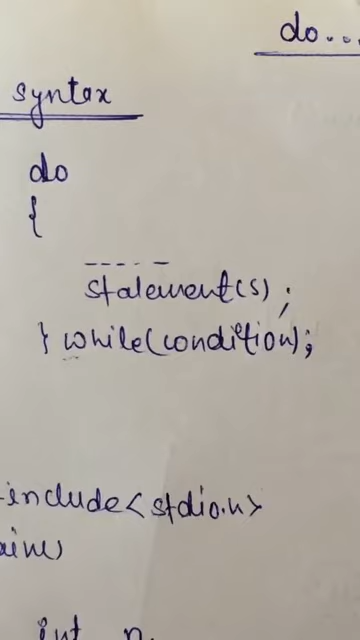 do...
syntax
do
{
statement(s);
} while(condition);
include<stdio.h>
int n